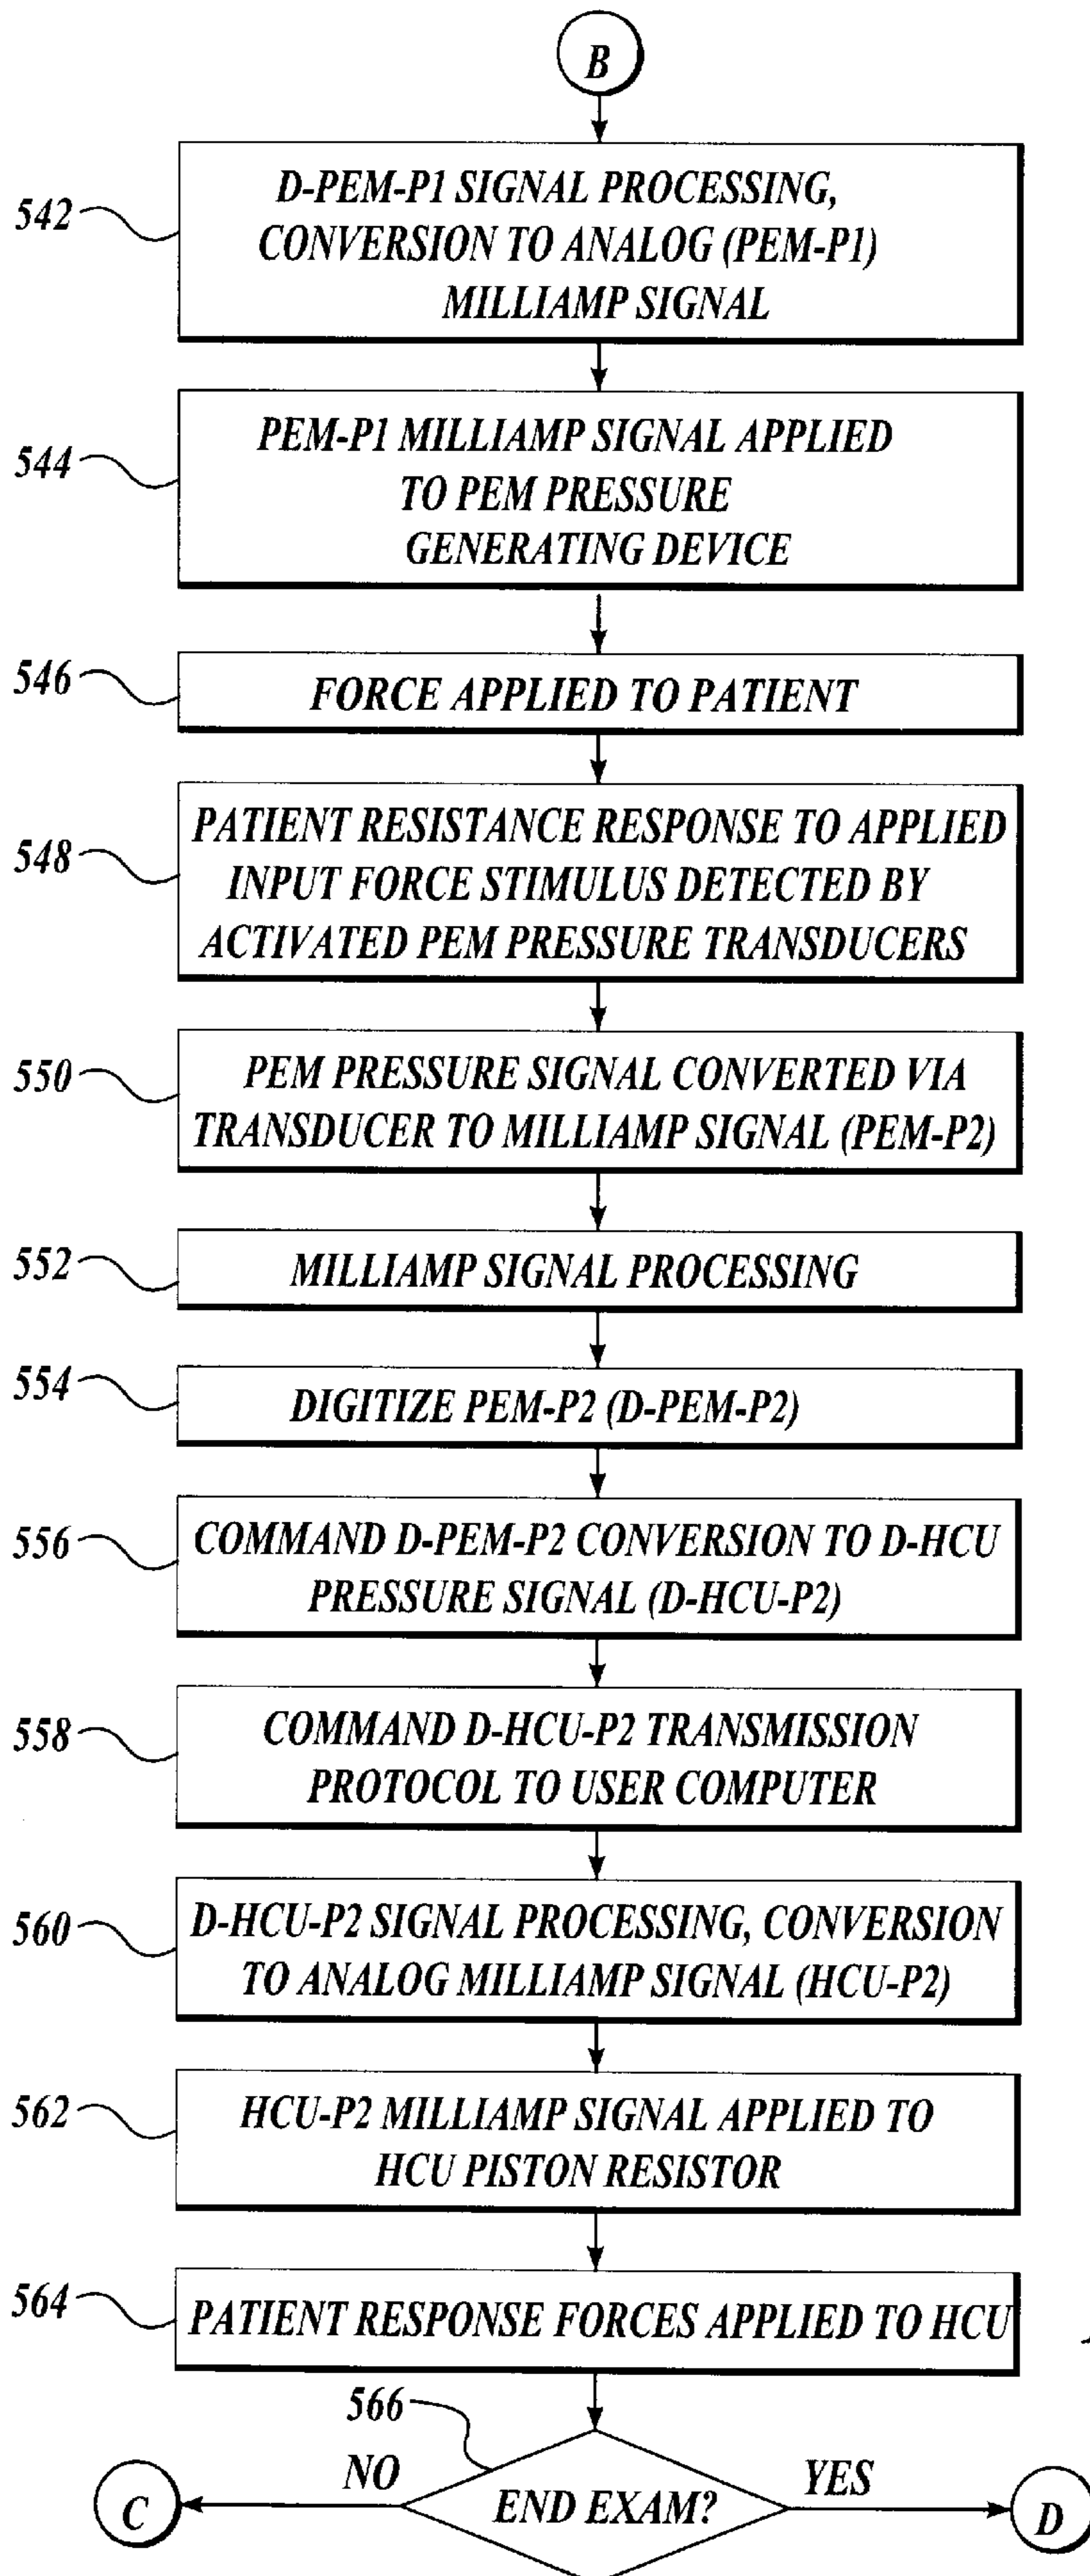 B
542
D-PEM-P1 SIGNAL PROCESSING,
CONVERSION TO ANALOG (PEM-P1)
MILLIAMP SIGNAL
544
PEM-P1 MILLIAMP SIGNAL APPLIED
TO PEM PRESSURE
GENERATING DEVICE
546
FORCE APPLIED TO PATIENT
548
PATIENT RESISTANCE RESPONSE TO APPLIED
INPUT FORCE STIMULUS DETECTED BY
ACTIVATED PEM PRESSURE TRANSDUCERS
550
PEM PRESSURE SIGNAL CONVERTED VIA
TRANSDUCER TO MILLIAMP SIGNAL (PEM-P2)
552
MILLIAMP SIGNAL PROCESSING
554
DIGITIZE PEM-P2 (D-PEM-P2)
556
COMMAND D-PEM-P2 CONVERSION TO D-HCU
PRESSURE SIGNAL (D-HCU-P2)
558
COMMAND D-HCU-P2 TRANSMISSION
PROTOCOL TO USER COMPUTER
560
D-HCU-P2 SIGNAL PROCESSING, CONVERSION
TO ANALOG MILLIAMP SIGNAL (HCU-P2)
562
HCU-P2 MILLIAMP SIGNAL APPLIED TO
HCU PISTON RESISTOR
564
PATIENT RESPONSE FORCES APPLIED TO HCU
566
NO
YES
C
END EXAM?
D